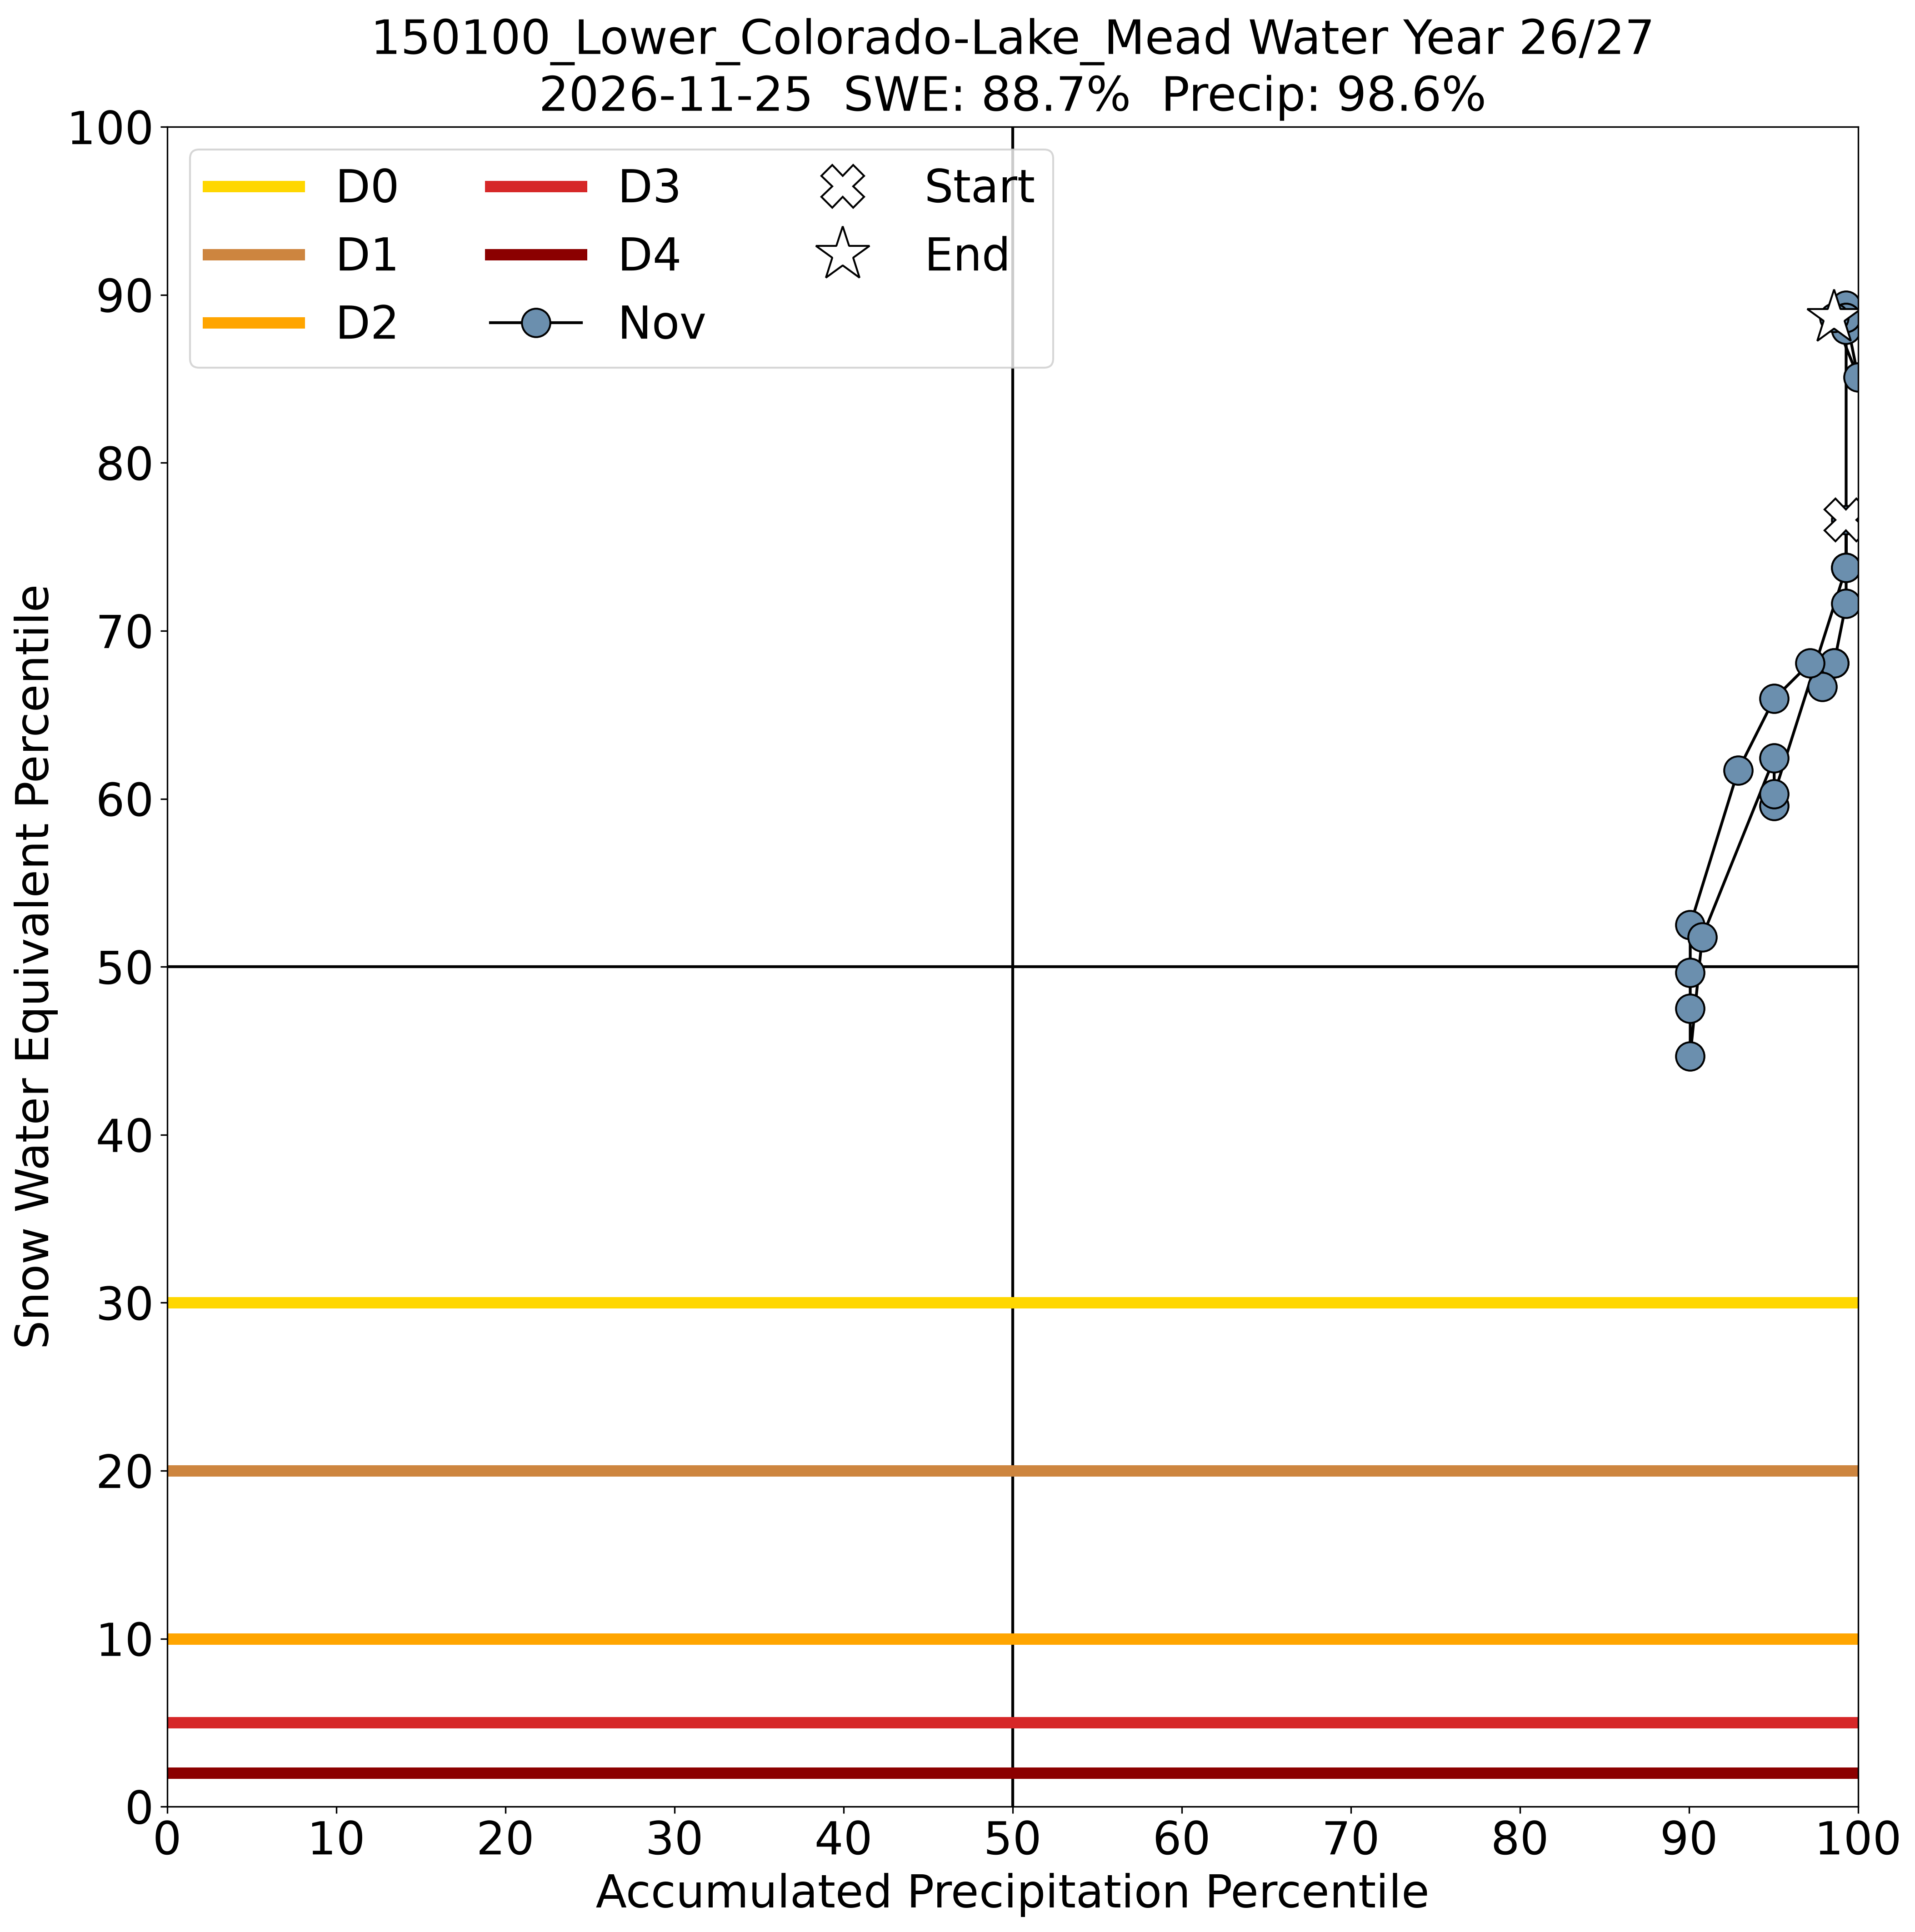 150100_Lower_Colorado-Lake_Mead Water Year 26/27
2026-11-25  SWE: 88.7%  Precip: 98.6%
D0
D1
D2
D3
D4
Nov
Start
End
Snow Water Equivalent Percentile
100
90
80
70
60
50
40
30
20
10
0
0 10 20 30 40 50 60 70 80 90 100
Accumulated Precipitation Percentile